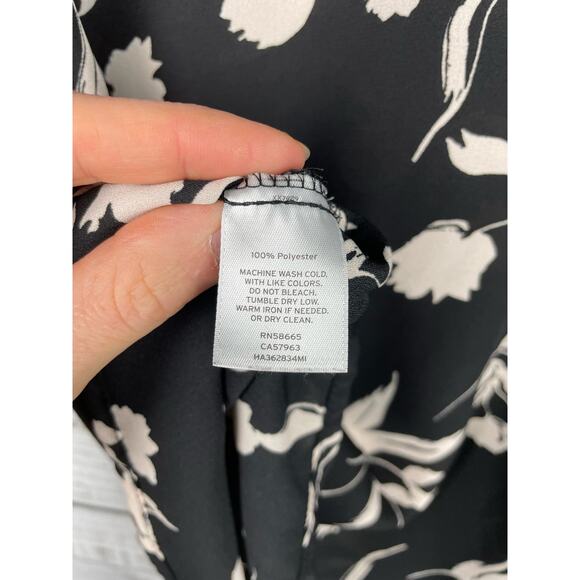 100% Polyester
MACHINE WASH COLD.
WITH LIKE COLORS.
DO NOT BLEACH.
TUMBLE DRY LOW.
WARM IRON IF NEEDED.
OR DRY CLEAN.
RN58665
CA57963
HA362834MI